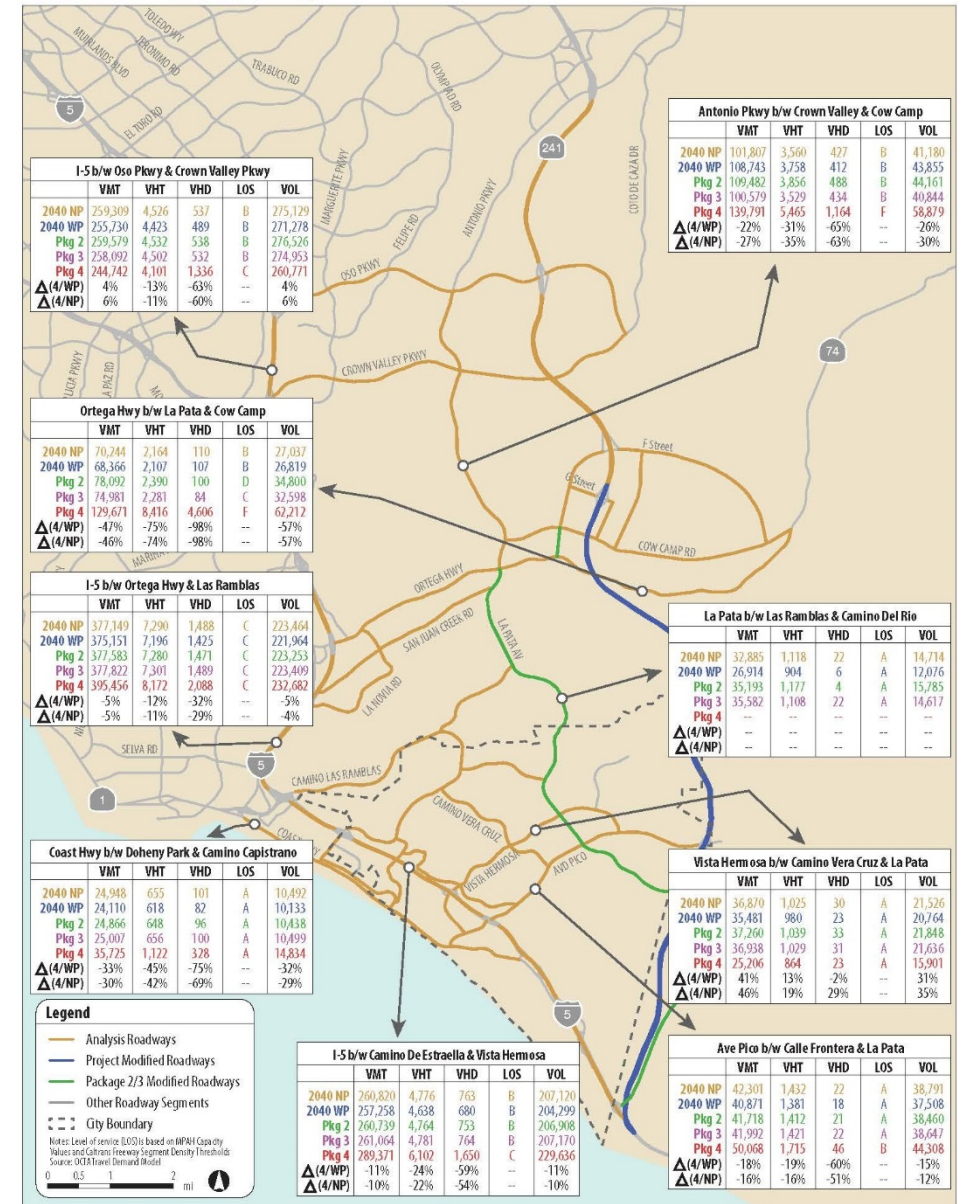 TOLEDO WY
MUIRLANDS BLVD
JERONIMO RD
TRABUCO RD
EL TORO RD
5
OLYMPIAD RD
241
MARGUERITE PKWY
FELIPE RD
ANTONIO PKWY
COTO DE CAZA DR
OSO PKWY
74
CROWN VALLEY PKWY
PAZ RD
F Street
G Street
COW CAMP RD
ORTEGA HWY
SAN JUAN CREEK RD
LA PATA AV
LA NOVIA RD
SELVA RD
5
CAMINO LAS RAMBLAS
1
CAMINO VERA CRUZ
VISTA HERMOSA
AVD PICO
5
I-5 b/w Oso Pkwy & Crown Valley Pkwy
VMT VHT VHD LOS VOL
2040 NP 259,309 4,526 537 B 275,129
2040 WP 255,730 4,423 489 B 271,278
Pkg 2 259,579 4,532 538 B 276,526
Pkg 3 258,092 4,502 532 B 274,953
Pkg 4 244,742 4,101 1,336 C 260,771
Δ(4/WP) 4% -13% -63% -- 4%
Δ(4/NP) 6% -11% -60% -- 6%
Antonio Pkwy b/w Crown Valley & Cow Camp
VMT VHT VHD LOS VOL
2040 NP 101,807 3,560 427 B 41,180
2040 WP 108,743 3,758 412 B 43,855
Pkg 2 109,482 3,856 488 B 44,161
Pkg 3 100,579 3,529 434 B 40,844
Pkg 4 139,791 5,465 1,164 F 58,879
Δ(4/WP) -22% -31% -65% -- -26%
Δ(4/NP) -27% -35% -63% -- -30%
Ortega Hwy b/w La Pata & Cow Camp
VMT VHT VHD LOS VOL
2040 NP 70,244 2,164 110 B 27,037
2040 WP 68,366 2,107 107 B 26,819
Pkg 2 78,092 2,390 100 D 34,800
Pkg 3 74,981 2,281 84 C 32,598
Pkg 4 129,671 8,416 4,606 F 62,212
Δ(4/WP) -47% -75% -98% -- -57%
Δ(4/NP) -46% -74% -98% -- -57%
I-5 b/w Ortega Hwy & Las Ramblas
VMT VHT VHD LOS VOL
2040 NP 377,149 7,290 1,488 C 223,464
2040 WP 375,151 7,196 1,425 C 221,964
Pkg 2 377,583 7,280 1,471 C 223,253
Pkg 3 377,822 7,301 1,489 C 223,409
Pkg 4 395,456 8,172 2,088 C 232,682
Δ(4/WP) -5% -12% -32% -- -5%
Δ(4/NP) -5% -11% -29% -- -4%
La Pata b/w Las Ramblas & Camino Del Rio
VMT VHT VHD LOS VOL
2040 NP 32,885 1,118 22 A 14,714
2040 WP 26,914 904 6 A 12,076
Pkg 2 35,193 1,177 4 A 15,785
Pkg 3 35,582 1,108 22 A 14,617
Pkg 4 -- -- -- -- --
Δ(4/WP) -- -- -- -- --
Δ(4/NP) -- -- -- -- --
Coast Hwy b/w Doheny Park & Camino Capistrano
VMT VHT VHD LOS VOL
2040 NP 24,948 655 101 A 10,492
2040 WP 24,110 618 82 A 10,133
Pkg 2 24,866 648 96 A 10,438
Pkg 3 25,007 656 100 A 10,499
Pkg 4 35,725 1,122 328 A 14,834
Δ(4/WP) -33% -45% -75% -- -32%
Δ(4/NP) -30% -42% -69% -- -29%
Vista Hermosa b/w Camino Vera Cruz & La Pata
VMT VHT VHD LOS VOL
2040 NP 36,870 1,025 30 A 21,526
2040 WP 35,481 980 23 A 20,764
Pkg 2 37,260 1,039 33 A 21,848
Pkg 3 36,938 1,029 31 A 21,636
Pkg 4 25,206 864 23 A 15,901
Δ(4/WP) 41% 13% -2% -- 31%
Δ(4/NP) 46% 19% 29% -- 35%
I-5 b/w Camino De Estraella & Vista Hermosa
VMT VHT VHD LOS VOL
2040 NP 260,820 4,776 763 B 207,120
2040 WP 257,258 4,638 680 B 204,299
Pkg 2 260,739 4,764 753 B 206,908
Pkg 3 261,064 4,781 764 B 207,170
Pkg 4 289,371 6,102 1,650 C 229,636
Δ(4/WP) -11% -24% -59% -- -11%
Δ(4/NP) -10% -22% -54% -- -10%
Ave Pico b/w Calle Frontera & La Pata
VMT VHT VHD LOS VOL
2040 NP 42,301 1,432 22 A 38,791
2040 WP 40,871 1,381 18 A 37,508
Pkg 2 41,718 1,412 21 A 38,460
Pkg 3 41,992 1,421 22 A 38,647
Pkg 4 50,068 1,715 46 B 44,308
Δ(4/WP) -18% -19% -60% -- -15%
Δ(4/NP) -16% -16% -51% -- -12%
Legend
Analysis Roadways
Project Modified Roadways
Package 2/3 Modified Roadways
Other Roadway Segments
City Boundary
Notes: Level of service (LOS) is based on MPAH Capacity
Values and Caltrans Freeway Segment Density Thresholds
Source: OCTA Travel Demand Model
0 0.5 1 2
mi